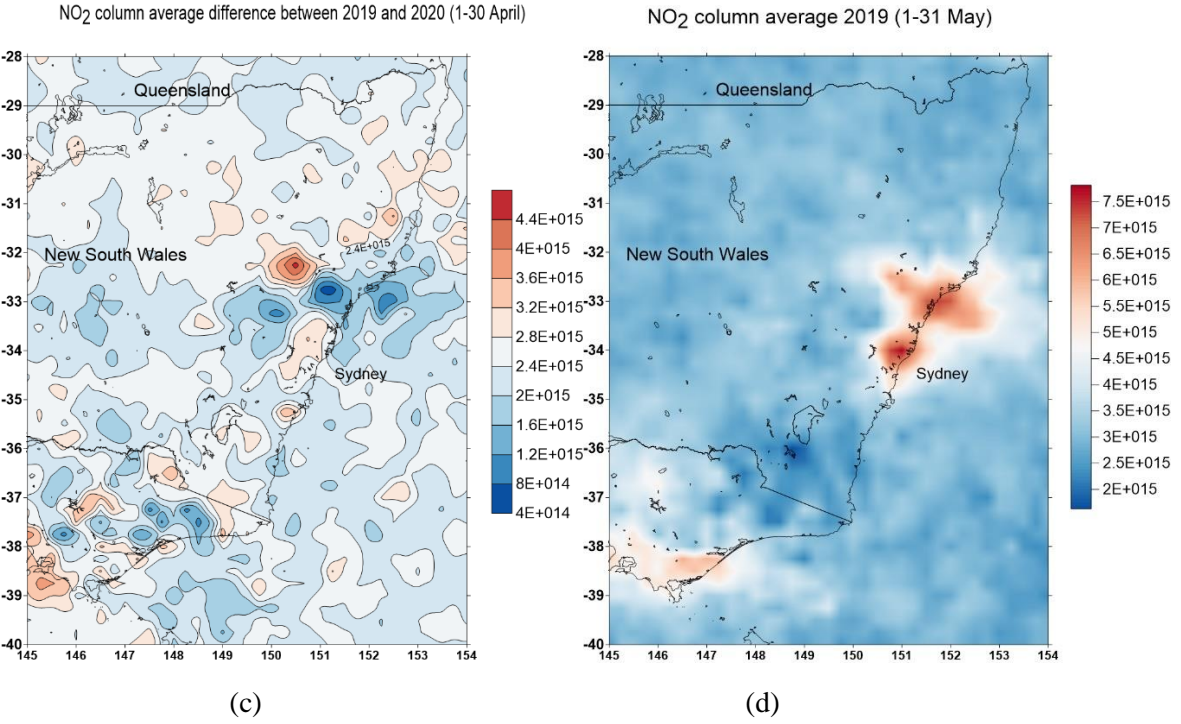 NO2 column average difference between 2019 and 2020 (1-30 April)
-28
-29
-30
-31
-32
-33
-34
-35
-36
-37
-38
-39
-40
145 146 147 148 149 150 151 152 153 154
Queensland
New South Wales
Sydney
2.4E+015
4.4E+015
4E+015
3.6E+015
3.2E+015
2.8E+015
2.4E+015
2E+015
1.6E+015
1.2E+015
8E+014
4E+014
(c)
NO2 column average 2019 (1-31 May)
-28
-29
-30
-31
-32
-33
-34
-35
-36
-37
-38
-39
-40
145 146 147 148 149 150 151 152 153 154
Queensland
New South Wales
Sydney
7.5E+015
7E+015
6.5E+015
6E+015
5.5E+015
5E+015
4.5E+015
4E+015
3.5E+015
3E+015
2.5E+015
2E+015
(d)